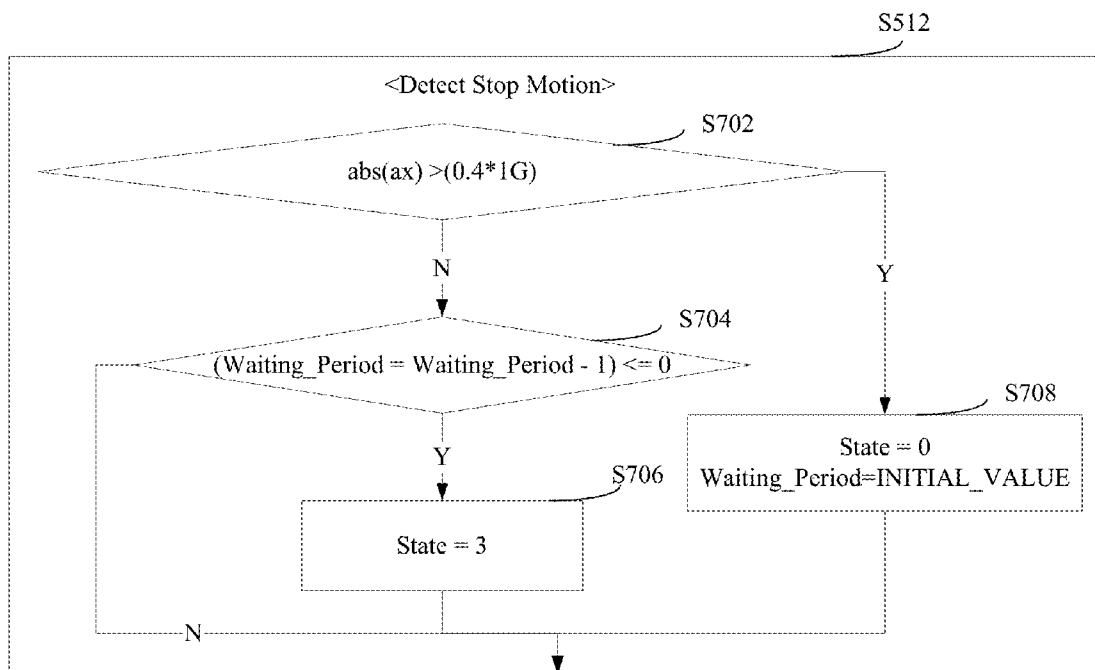 S512
<Detect Stop Motion>
S702
abs(ax) >(0.4*1G)
N
Y
S704
(Waiting_Period = Waiting_Period - 1) <= 0
S708
State = 0
Waiting_Period=INITIAL_VALUE
Y
S706
State = 3
N